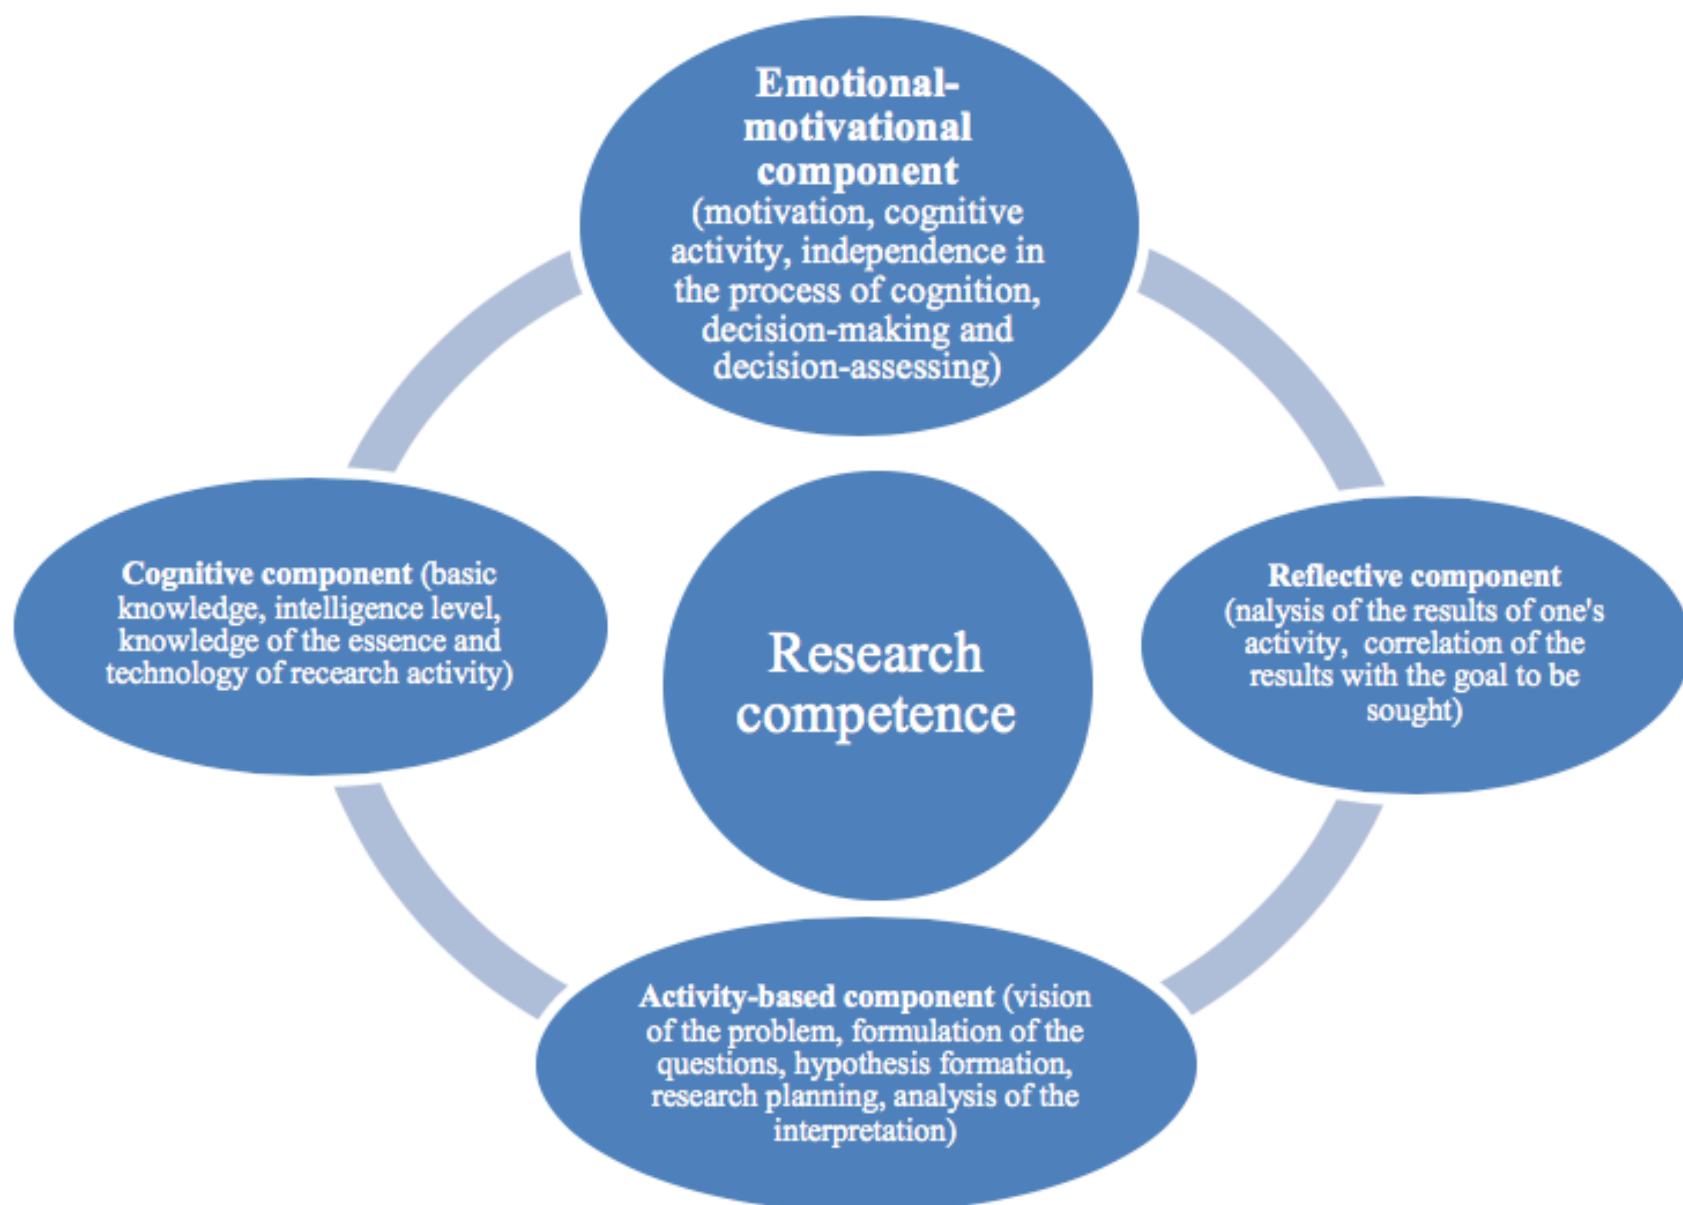 Emotional-
motivational
component
(motivation, cognitive
activity, independence in
the process of cognition,
decision-making and
decision-assessing)
Cognitive component (basic
knowledge, intelligence level,
knowledge of the essence and
technology of recearch activity)
Research
competence
Reflective component
(nalysis of the results of one's
activity,  correlation of the
results with the goal to be
sought)
Activity-based component (vision
of the problem, formulation of the
questions, hypothesis formation,
research planning, analysis of the
interpretation)